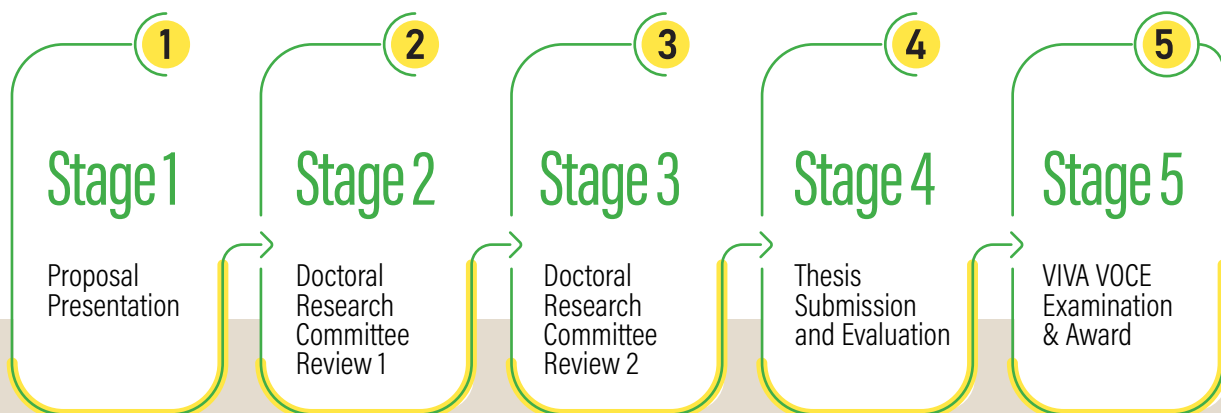 1
Stage 1
Proposal
Presentation
2
Stage 2
Doctoral
Research
Committee
Review 1
3
Stage 3
Doctoral
Research
Committee
Review 2
4
Stage 4
Thesis
Submission
and Evaluation
5
Stage 5
VIVA VOCE
Examination
& Award